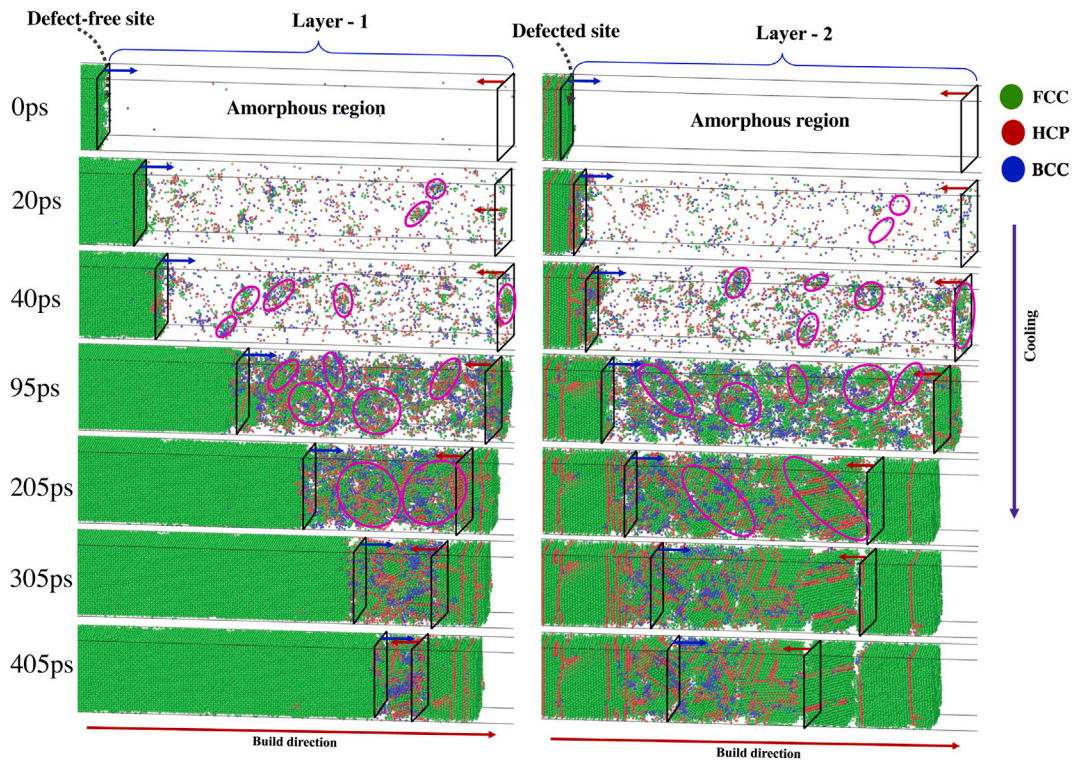 Defect-free site
Layer - 1
Defected site
Layer - 2
0ps
Amorphous region
Amorphous region
FCC
HCP
BCC
20ps
40ps
95ps
205ps
305ps
405ps
Cooling
Build direction
Build direction